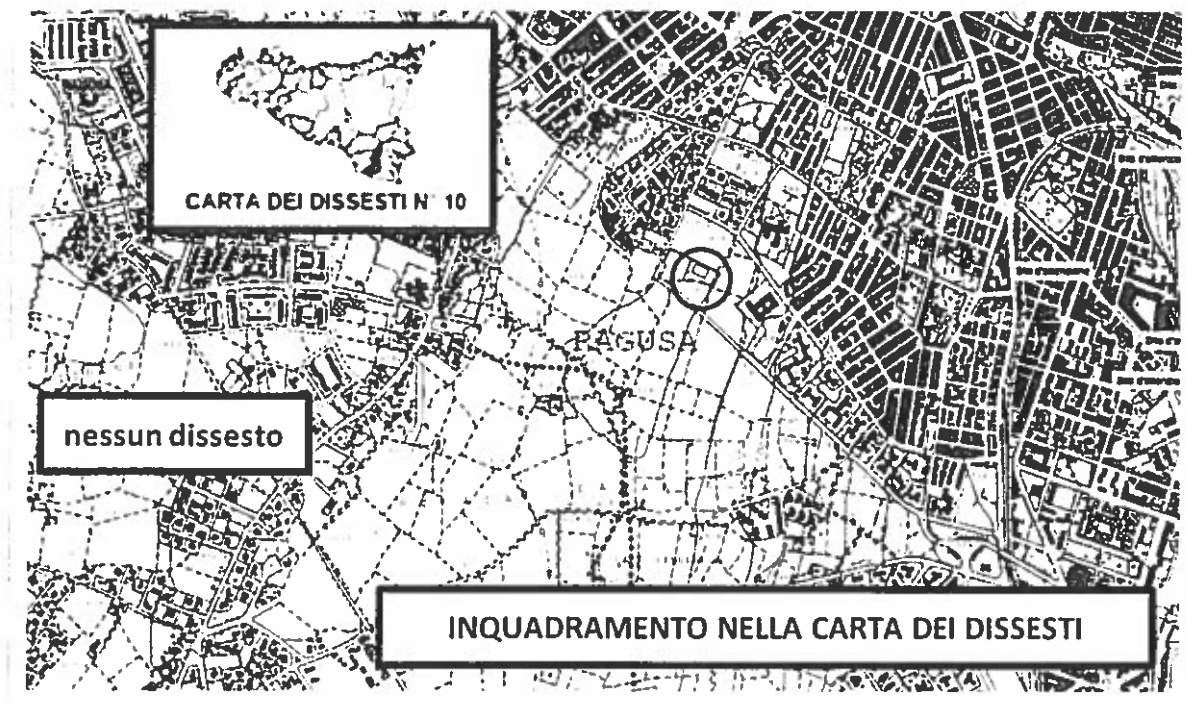 CARTA DEI DISSESTI N° 10
RAGUSA
nessun dissesto
INQUADRAMENTO NELLA CARTA DEI DISSESTI